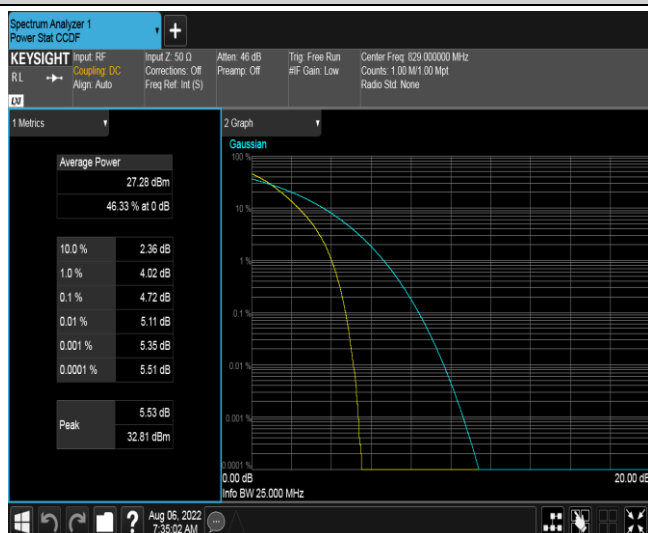 Spectrum Analyzer 1
Power Stat CCDF
+
KEYSIGHT
R L
LXI
Input: RF
Coupling: DC
Align: Auto
Input Z: 50 Ω
Corrections: Off
Freq Ref: Int (S)
Atten: 46 dB
Preamp: Off
Trig: Free Run
#IF Gain: Low
Center Freq: 829.000000 MHz
Counts: 1.00 M/1.00 Mpt
Radio Std: None
1 Metrics
Average Power
27.28 dBm
46.33 % at 0 dB
10.0 % 2.36 dB
1.0 % 4.02 dB
0.1 % 4.72 dB
0.01 % 5.11 dB
0.001 % 5.35 dB
0.0001 % 5.51 dB
Peak
5.53 dB
32.81 dBm
2 Graph
Gaussian
100 %
10 %
1 %
0.1 %
0.01 %
0.001 %
0.0001 %
0.00 dB
20.00 dB
Info BW 25.000 MHz
?
Aug 06, 2022
7:35:02 AM